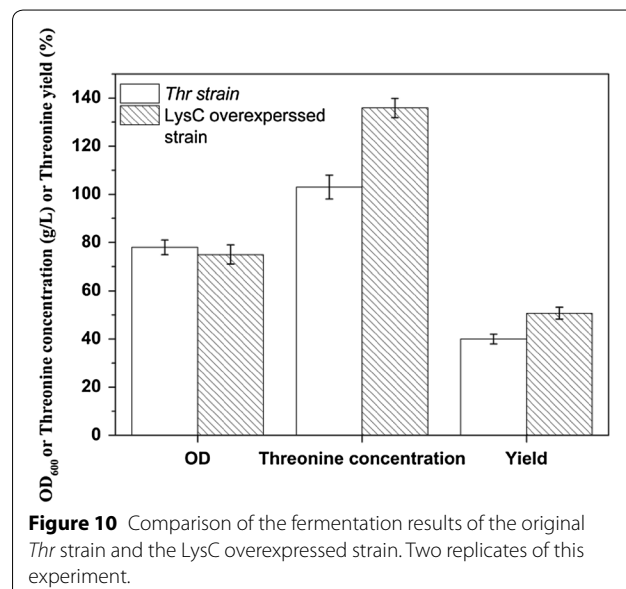 OD600 or Threonine concentration (g/L) or Threonine yield (%)
140
120
100
80
60
40
20
0
Thr strain
LysC overexperssed
strain
OD
Threonine concentration
Yield
Figure 10 Comparison of the fermentation results of the original
Thr strain and the LysC overexpressed strain. Two replicates of this
experiment.